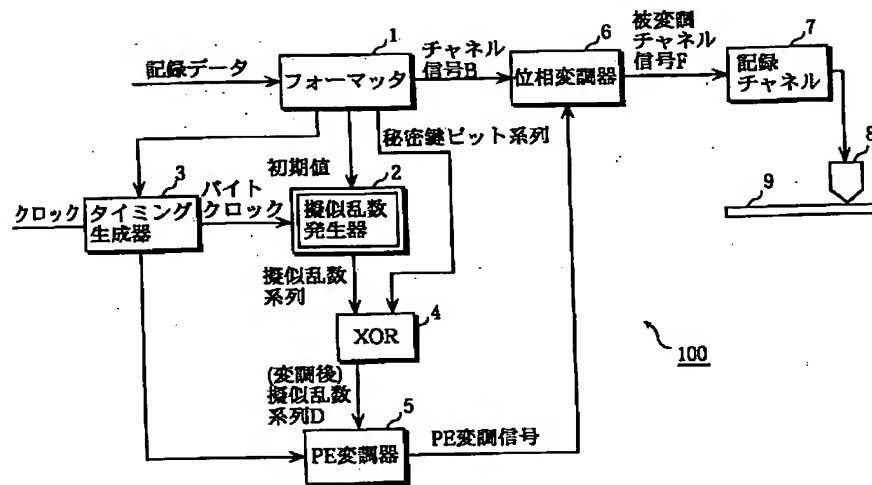 1
6
7
8
記録データ
フォーマッタ
チャネル
信号B
位相変調器
被変調
チャネル
信号F
記録
チャネル
秘密鍵ビット系列
初期値
3
バイト
クロック
クロック
タイミング
生成器
2
擬似乱数
発生器
9
擬似乱数
系列
4
XOR
100
(変調後)
擬似乱数
系列D
5
PE変調器
PE変調信号